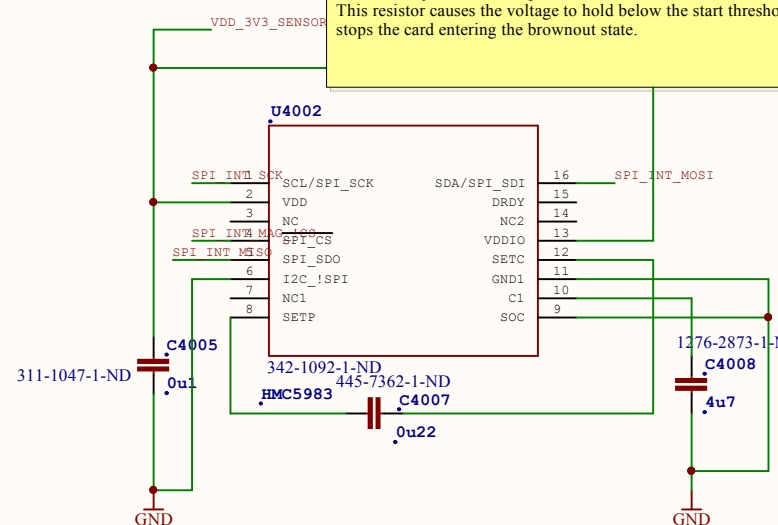 This resistor causes the voltage to hold below the start thresho
stops the card entering the brownout state.
VDD_3V3_SENSOR
U4002
SPI_INT_SCK
1
SCL/SPI_SCK
SDA/SPI_SDI
16
SPI_INT_MOSI
2
VDD
DRDY
15
3
NC
NC2
14
SPI_INT_MAG_!CS
4
SPI_CS
VDDIO
13
SPI_INT_MISO
5
SPI_SDO
SETC
12
6
I2C_!SPI
GND1
11
7
NC1
C1
10
8
SETP
SOC
9
C4005
311-1047-1-ND
0u1
342-1092-1-ND
HMC5983
445-7362-1-ND
C4007
0u22
1276-2873-1-N
C4008
4u7
GND
GND